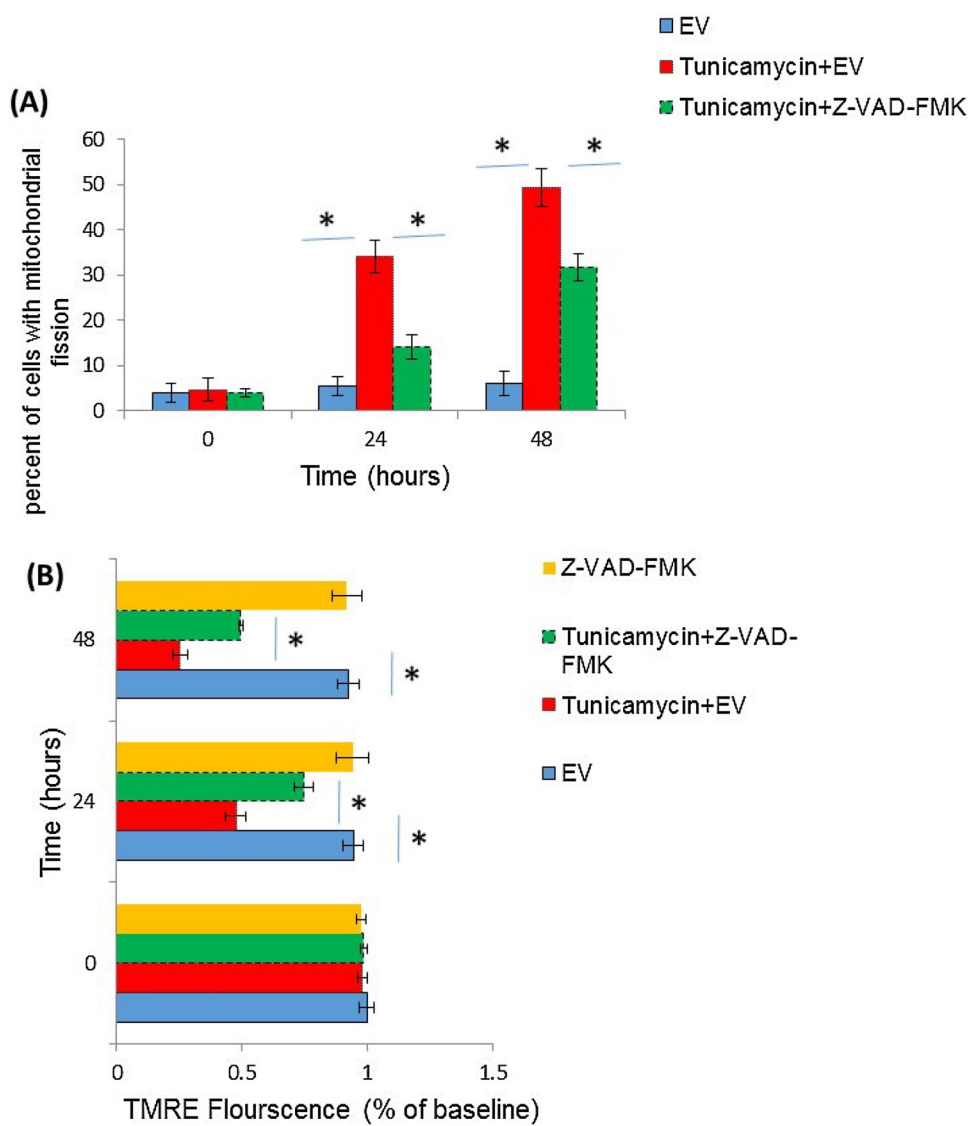 EV
Tunicamycin+EV
Tunicamycin+Z-VAD-FMK
(A)
percent of cells with mitochondrial
fission
60
50
40
30
20
10
0
* * * *
0 24 48
Time (hours)
(B)
Z-VAD-FMK
Tunicamycin+Z-VAD-
FMK
Tunicamycin+EV
EV
Time (hours)
48
*
*
24
*
*
0
0 0.5 1 1.5
TMRE Flourscence (% of baseline)